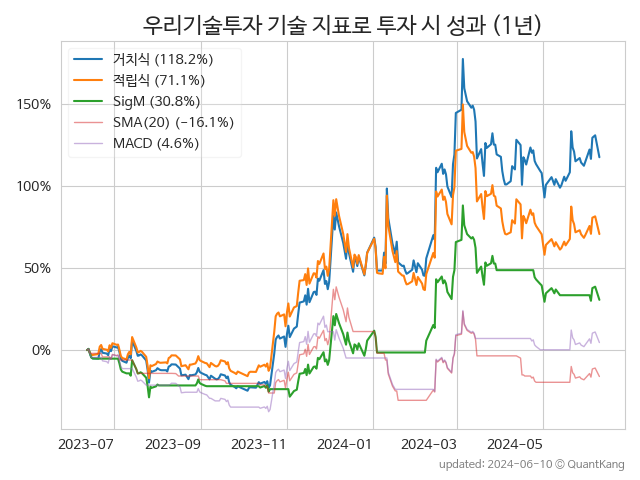 우리기술투자 기술 지표로 투자 시 성과 (1년)
거치식 (118.2%)
적립식 (71.1%)
SigM (30.8%)
SMA(20) (-16.1%)
MACD (4.6%)
150%
100%
50%
0%
2023-07 2023-09 2023-11 2024-01 2024-03 2024-05
updated: 2024-06-10 © QuantKang